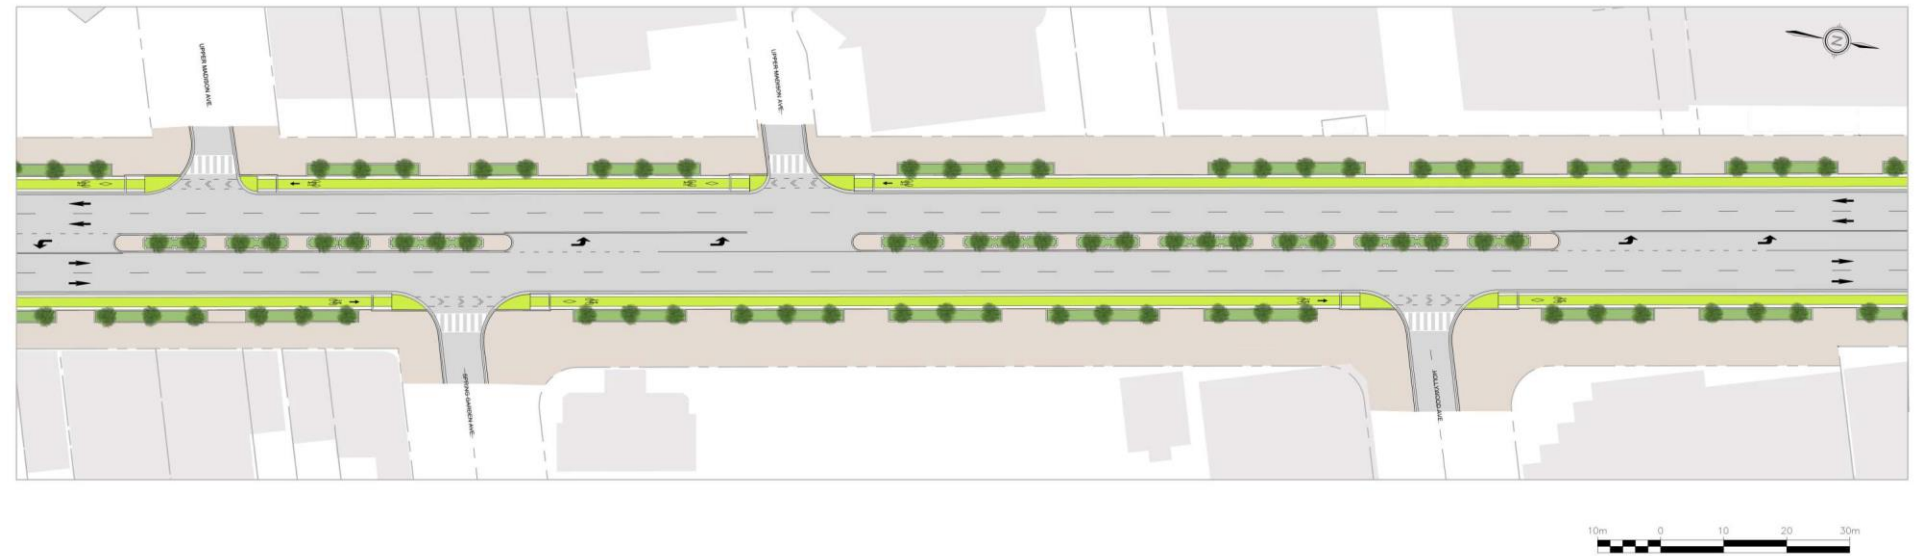 UPPER MADISON AVE.
UPPER MADISON AVE.
N
SPRING GARDEN AVE.
HOLLYWOOD AVE.
10m 0 10 20 30m